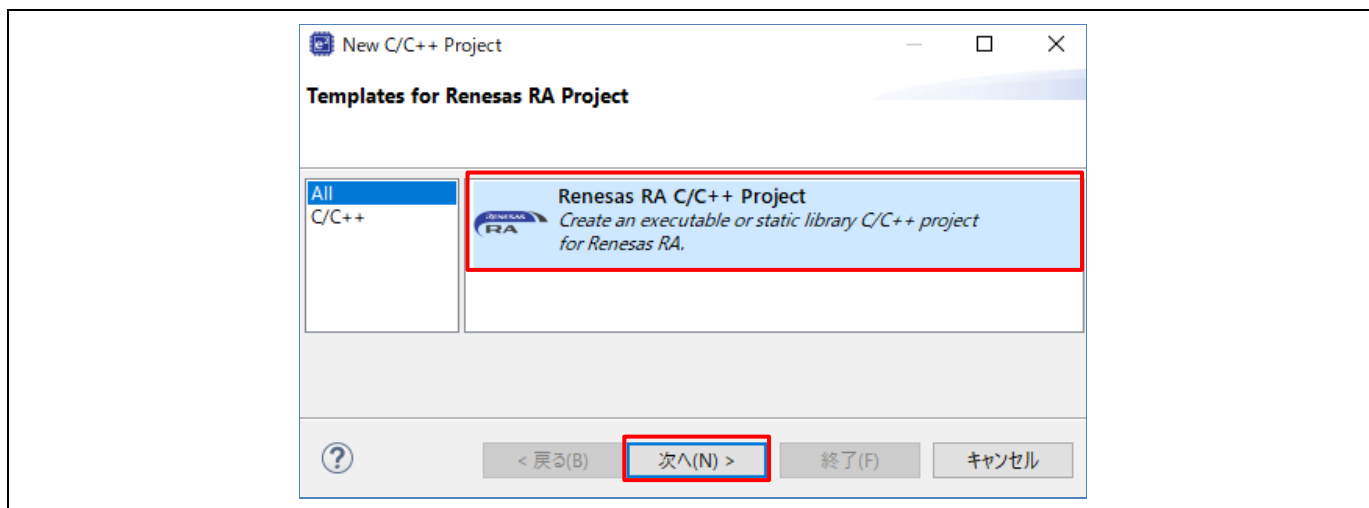 New C/C++ Project
Templates for Renesas RA Project
All
C/C++
Renesas RA C/C++ Project
RENESAS
RA
Create an executable or static library C/C++ project
for Renesas RA.
?
< 戻る(B)
次へ(N) >
終了(F)
キャンセル